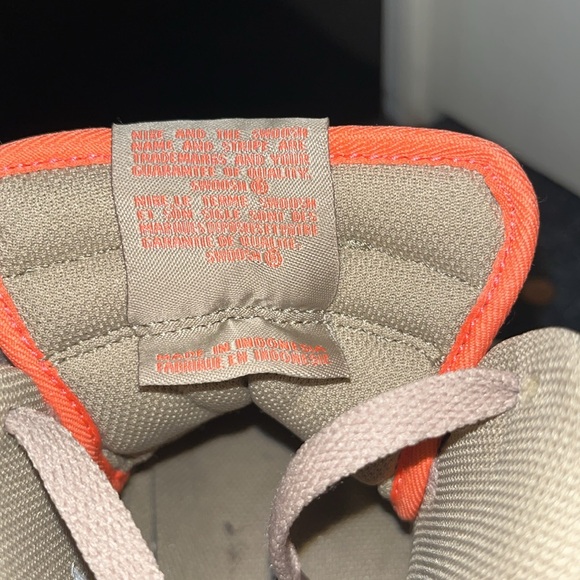 NIKE AND THE SWOOSH
NAME AND STRIPE ARE
TRADEMARKS AND YOUR
GUARANTEE OF QUALITY.
SWOOSH ®
NIKE, LE TERME SWOOSH
ET SON SIGLE SONT DES
GARANTIE DE QUALITE
SWOOSH ®
MADE IN INDONESIA
FABRIQUE EN INDONESIE